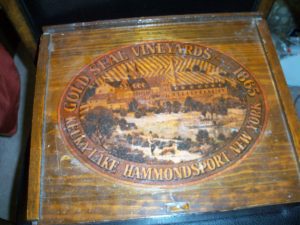 GOLD SEAL VINEYARDS 1865
KEUKA LAKE HAMMONDSPORT NEW YORK